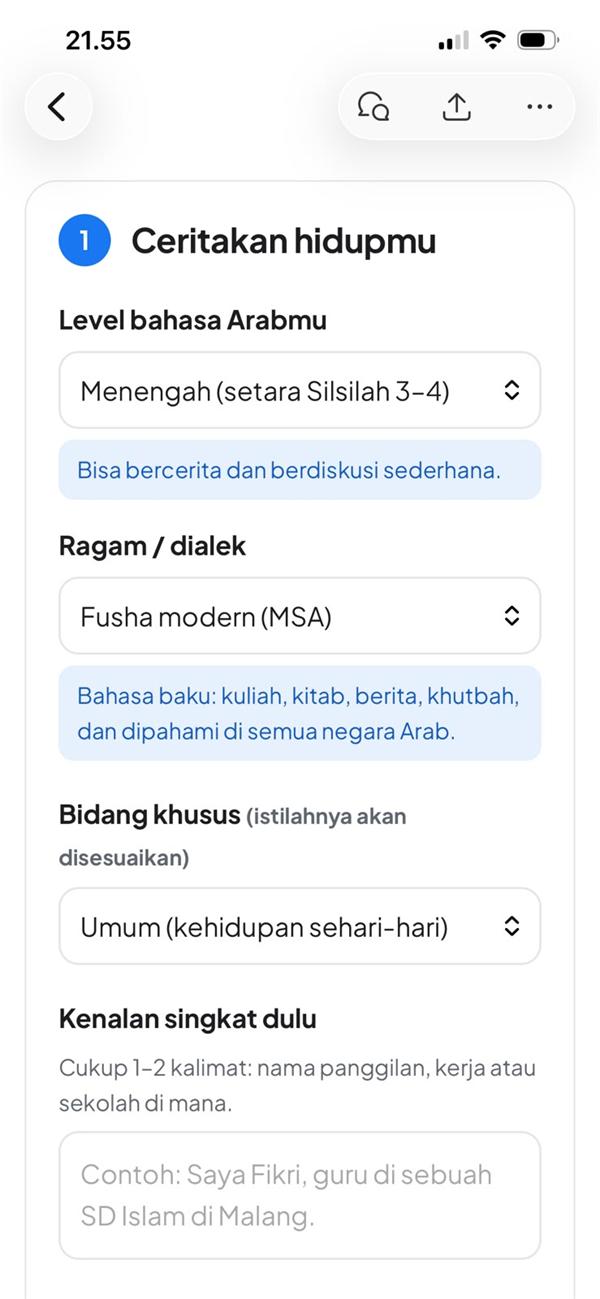 21.55
1 Ceritakan hidupmu
Level bahasa Arabmu
Menengah (setara Silsilah 3–4)
Bisa bercerita dan berdiskusi sederhana.
Ragam / dialek
Fusha modern (MSA)
Bahasa baku: kuliah, kitab, berita, khutbah,
dan dipahami di semua negara Arab.
Bidang khusus (istilahnya akan
disesuaikan)
Umum (kehidupan sehari-hari)
Kenalan singkat dulu
Cukup 1–2 kalimat: nama panggilan, kerja atau
sekolah di mana.
Contoh: Saya Fikri, guru di sebuah
SD Islam di Malang.